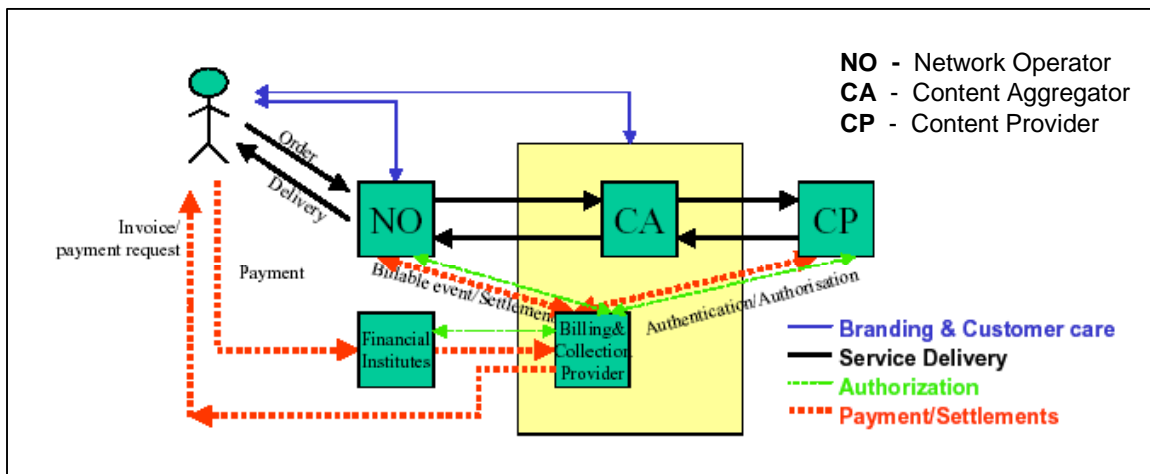 NO - Network Operator
CA - Content Aggregator
CP - Content Provider
Order
Delivery
NO
CA
CP
Invoice/
payment request
Payment
Billable event/Settlement
Authentication/Authorisation
Financial
Institutes
Billing&
Collection
Provider
Branding & Customer care
Service Delivery
Authorization
Payment/Settlements